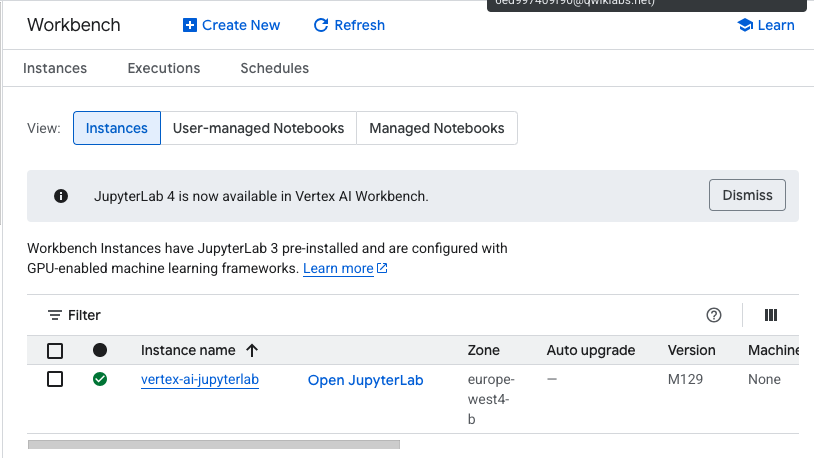 0ed997409f90@qwiklabs.net)
Workbench
Create New
Refresh
Learn
Instances
Executions
Schedules
View:
Instances
User-managed Notebooks
Managed Notebooks
JupyterLab 4 is now available in Vertex AI Workbench.
Dismiss
Workbench Instances have JupyterLab 3 pre-installed and are configured with
GPU-enabled machine learning frameworks. Learn more
Filter
Instance name
Zone
Auto upgrade
Version
Machine
vertex-ai-jupyterlab
Open JupyterLab
europe-
west4-
b
—
M129
None